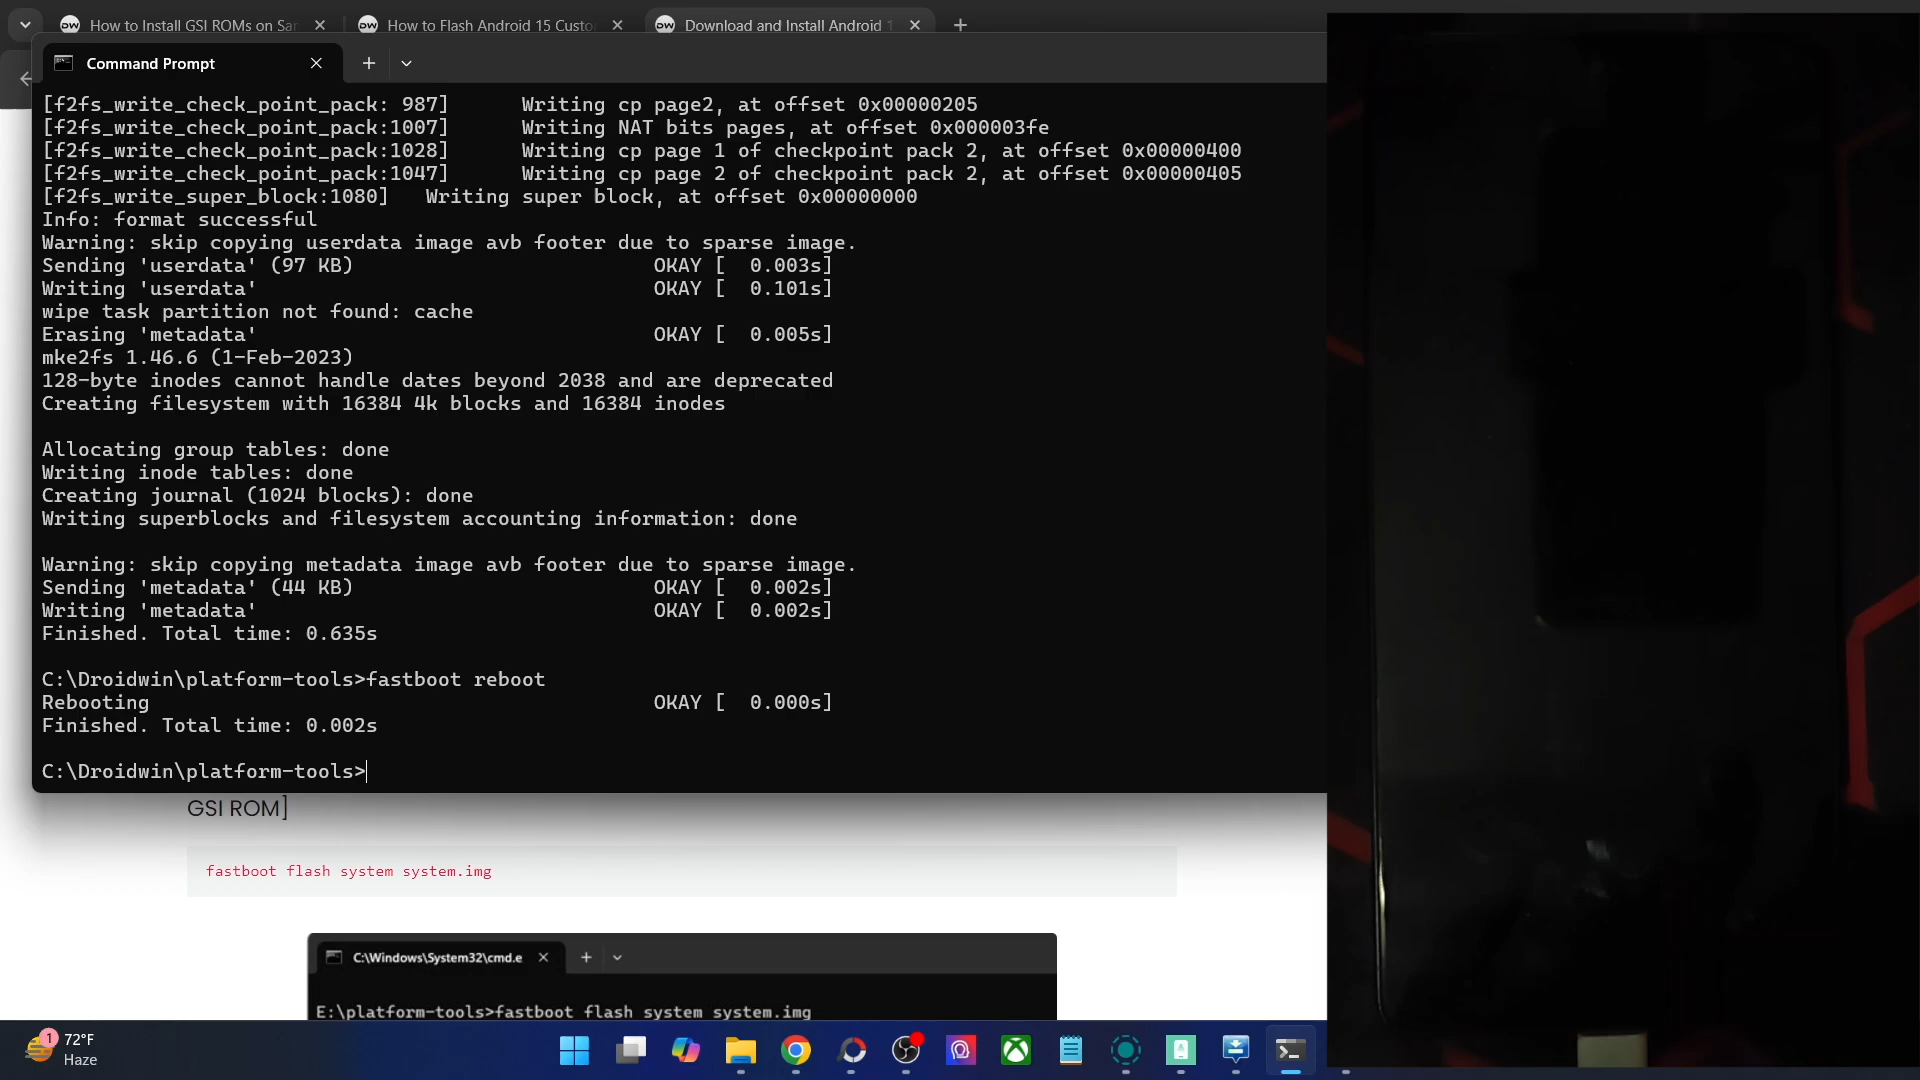 How to Install GSI ROMs on Sar
How to Flash Android 15 Custo
Download and Install Android 1
Command Prompt
[f2fs_write_check_point_pack: 987]      Writing cp page2, at offset 0x00000205
[f2fs_write_check_point_pack:1007]      Writing NAT bits pages, at offset 0x000003fe
[f2fs_write_check_point_pack:1028]      Writing cp page 1 of checkpoint pack 2, at offset 0x00000400
[f2fs_write_check_point_pack:1047]      Writing cp page 2 of checkpoint pack 2, at offset 0x00000405
[f2fs_write_super_block:1080]   Writing super block, at offset 0x00000000
Info: format successful
Warning: skip copying userdata image avb footer due to sparse image.
Sending 'userdata' (97 KB)                         OKAY [  0.003s]
Writing 'userdata'                                 OKAY [  0.101s]
wipe task partition not found: cache
Erasing 'metadata'                                 OKAY [  0.005s]
mke2fs 1.46.6 (1-Feb-2023)
128-byte inodes cannot handle dates beyond 2038 and are deprecated
Creating filesystem with 16384 4k blocks and 16384 inodes
Allocating group tables: done
Writing inode tables: done
Creating journal (1024 blocks): done
Writing superblocks and filesystem accounting information: done
Warning: skip copying metadata image avb footer due to sparse image.
Sending 'metadata' (44 KB)                         OKAY [  0.002s]
Writing 'metadata'                                 OKAY [  0.002s]
Finished. Total time: 0.635s
C:\Droidwin\platform-tools>fastboot reboot
Rebooting                                          OKAY [  0.000s]
Finished. Total time: 0.002s
C:\Droidwin\platform-tools>
GSI ROM]
fastboot flash system system.img
C:\Windows\System32\cmd.e
E:\platform-tools>fastboot flash system system.img
1
72°F
Haze